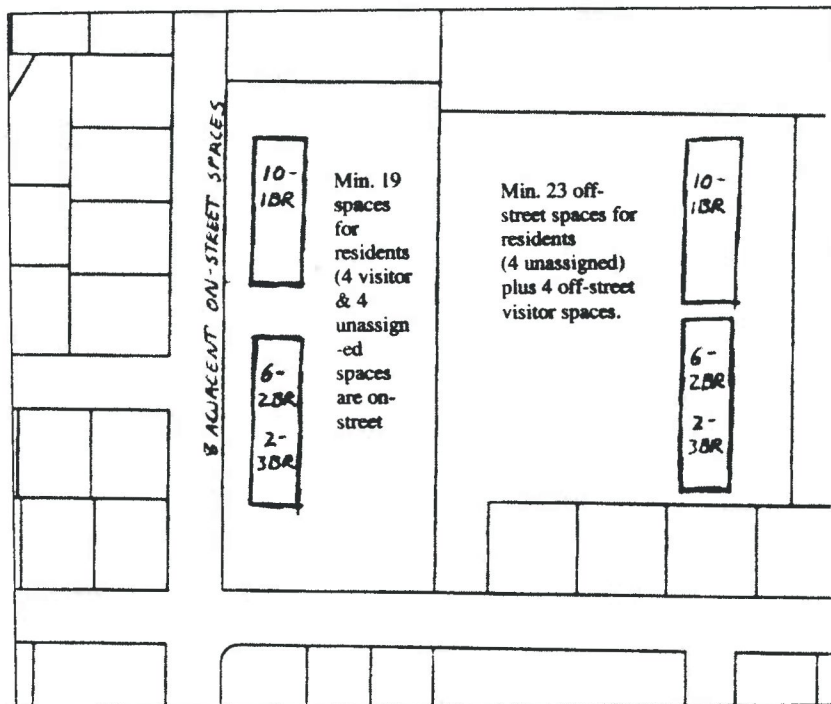 8 ADJACENT ON-STREET SPACES
10-
1BR
6-
2BR
2-
3BR
Min. 19
spaces
for
residents
(4 visitor
& 4
unassign
-ed
spaces
are on-
street
Min. 23 off-
street spaces for
residents
(4 unassigned)
plus 4 off-street
visitor spaces.
10-
1BR
6-
2BR
2-
3BR